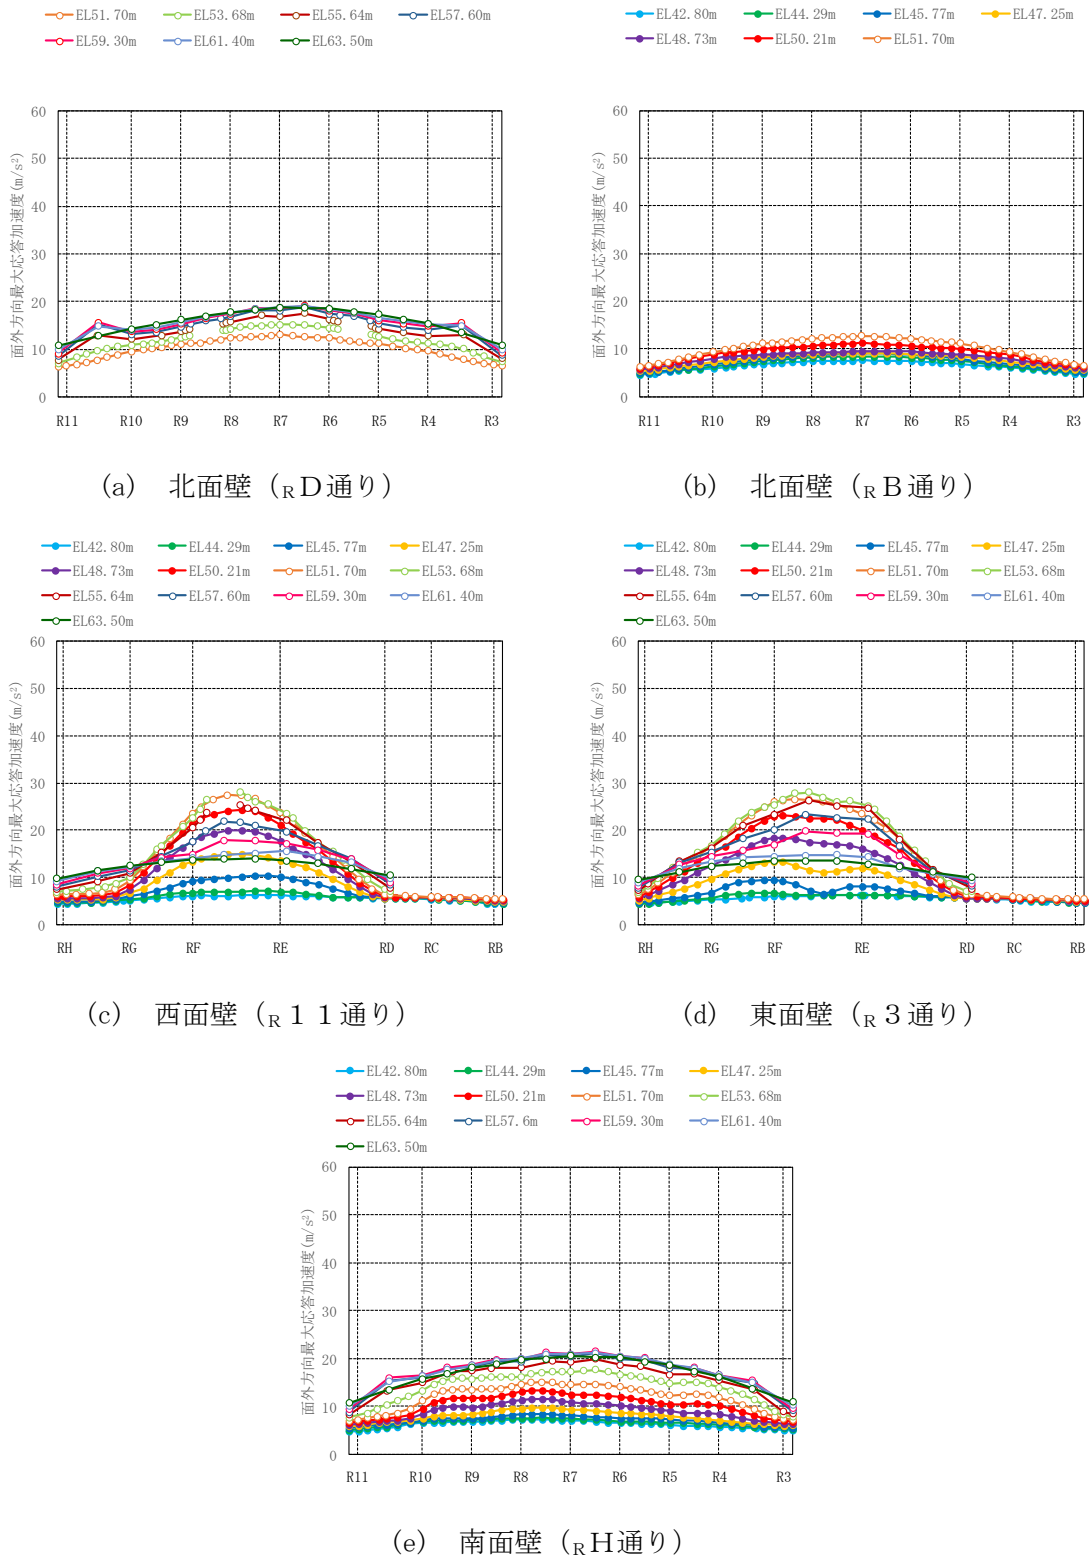 EL51.70m EL53.68m EL55.64m EL57.60m
EL59.30m EL61.40m EL63.50m
面外方向最大応答加速度(m/s²)
60
50
40
30
20
10
0
R11 R10 R9 R8 R7 R6 R5 R4 R3
(a) 北面壁（RＤ通り）
EL42.80m EL44.29m EL45.77m EL47.25m
EL48.73m EL50.21m EL51.70m
面外方向最大応答加速度(m/s²)
60
50
40
30
20
10
0
R11 R10 R9 R8 R7 R6 R5 R4 R3
(b) 北面壁（RＢ通り）
EL42.80m EL44.29m EL45.77m EL47.25m
EL48.73m EL50.21m EL51.70m EL53.68m
EL55.64m EL57.60m EL59.30m EL61.40m
EL63.50m
面外方向最大応答加速度(m/s²)
60
50
40
30
20
10
0
RH RG RF RE RD RC RB
(c) 西面壁（R１１通り）
EL42.80m EL44.29m EL45.77m EL47.25m
EL48.73m EL50.21m EL51.70m EL53.68m
EL55.64m EL57.60m EL59.30m EL61.40m
EL63.50m
面外方向最大応答加速度(m/s²)
60
50
40
30
20
10
0
RH RG RF RE RD RC RB
(d) 東面壁（R３通り）
EL42.80m EL44.29m EL45.77m EL47.25m
EL48.73m EL50.21m EL51.70m EL53.68m
EL55.64m EL57.6m EL59.30m EL61.40m
EL63.50m
面外方向最大応答加速度(m/s²)
60
50
40
30
20
10
0
R11 R10 R9 R8 R7 R6 R5 R4 R3
(e) 南面壁（RＨ通り）